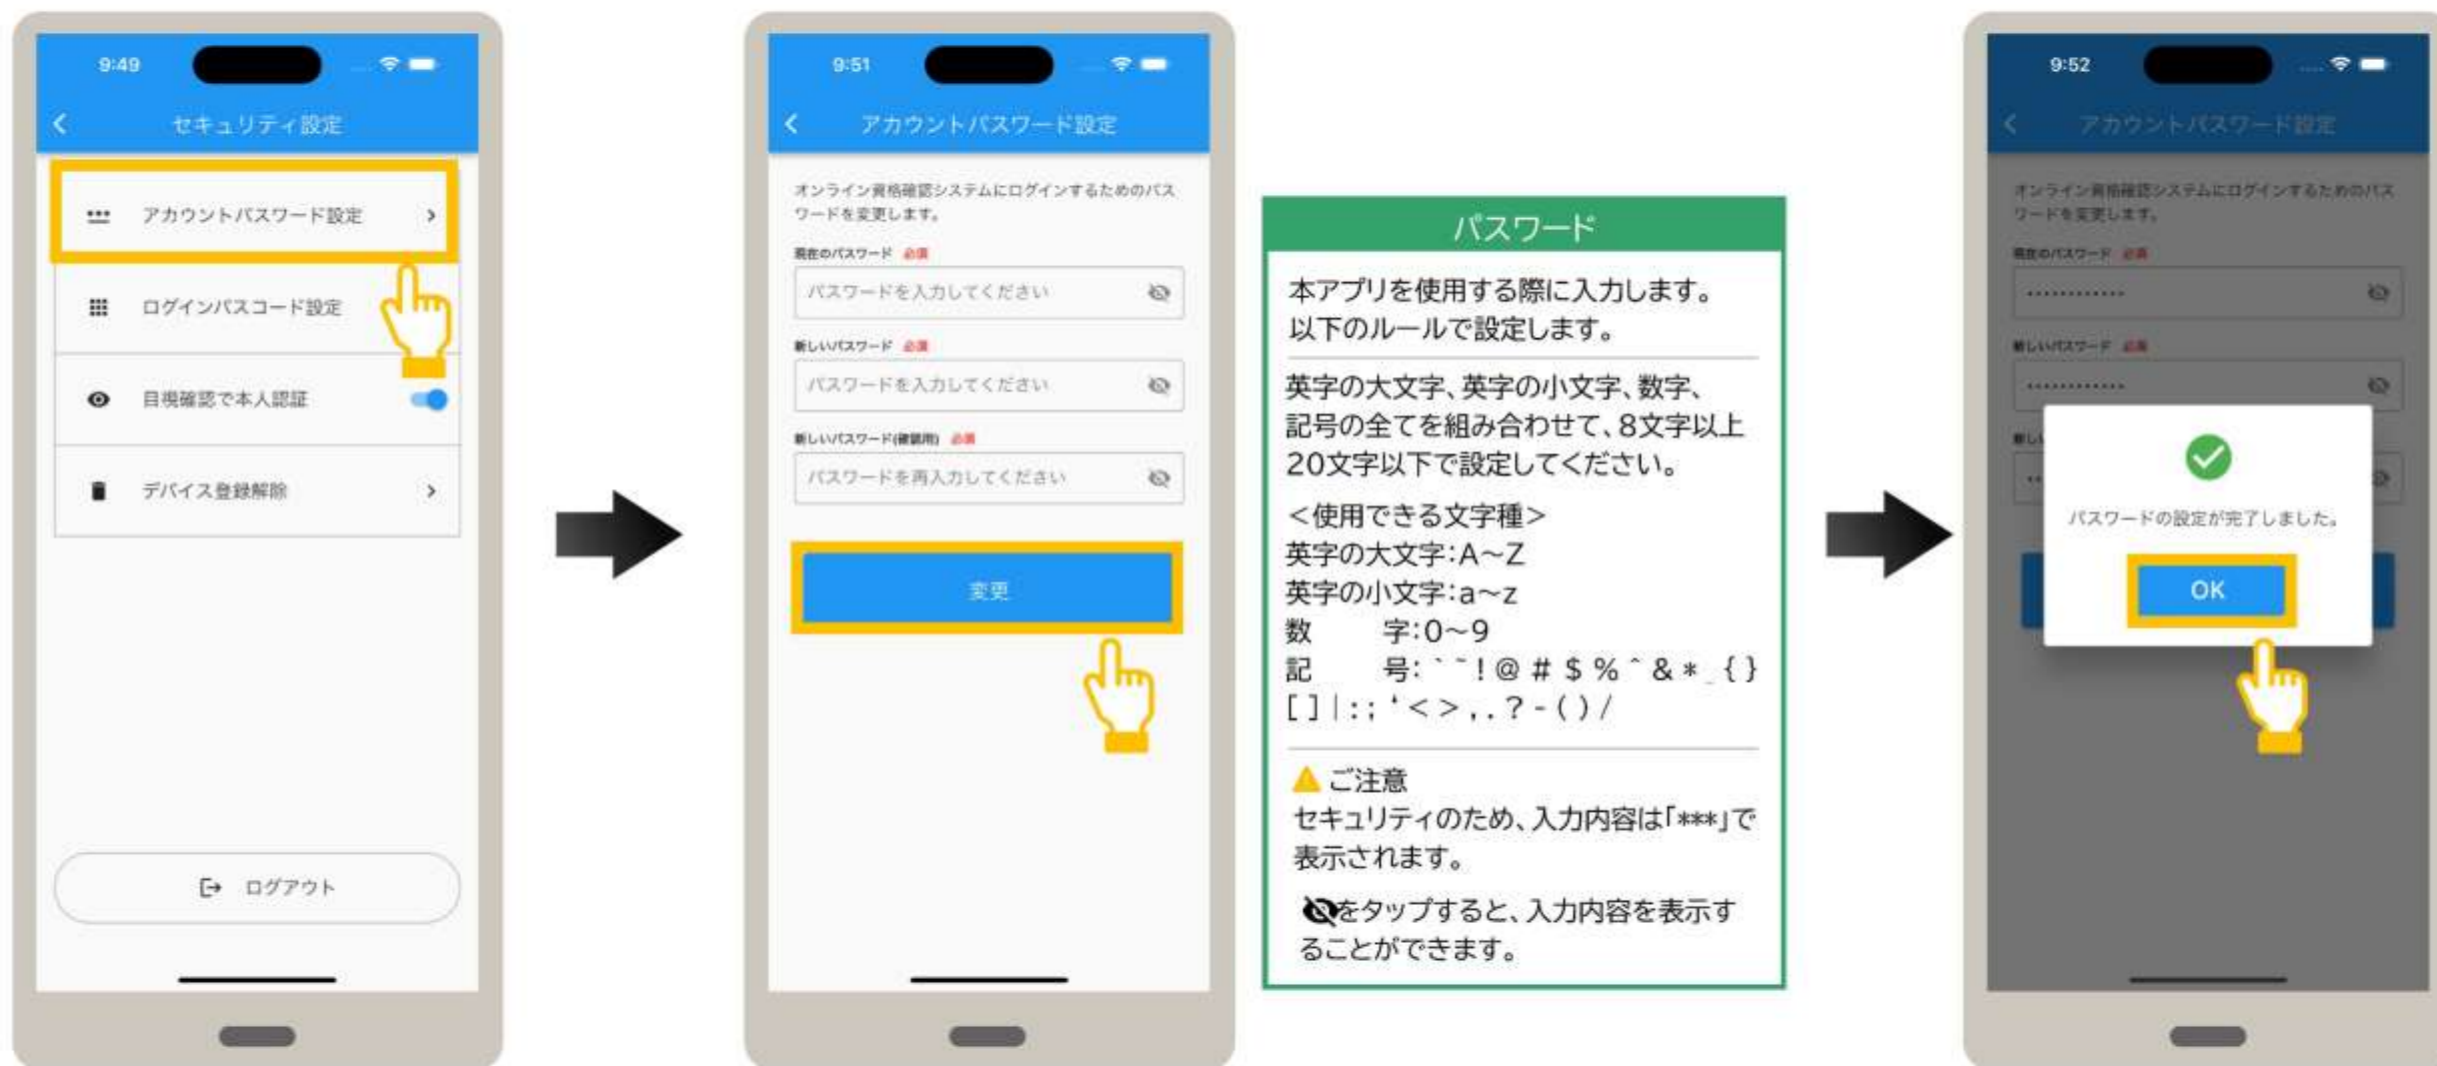 9:49
セキュリティ設定
アカウントパスワード設定
ログインパスコード設定
目視確認で本人認証
デバイス登録解除
ログアウト
9:51
アカウントパスワード設定
オンライン資格確認システムにログインするためのパス
ワードを変更します。
現在のパスワード 必須
パスワードを入力してください
新しいパスワード 必須
パスワードを入力してください
新しいパスワード(確認用) 必須
パスワードを再入力してください
変更
パスワード
本アプリを使用する際に入力します。
以下のルールで設定します。
英字の大文字、英字の小文字、数字、
記号の全てを組み合わせて、8文字以上
20文字以下で設定してください。
＜使用できる文字種＞
英字の大文字：A～Z
英字の小文字：a～z
数　　字：0～9
記　　号：` ~ ! @ # $ % ^ & * _ { }
[ ] | : ; ' < > , . ? - ( ) /
ご注意
セキュリティのため、入力内容は「***」で
表示されます。
をタップすると、入力内容を表示す
ることができます。
9:52
アカウントパスワード設定
オンライン資格確認システムにログインするためのパス
ワードを変更します。
現在のパスワード 必須
••••••••••••
新しいパスワード 必須
••••••••••••
新し
••
パスワードの設定が完了しました。
OK